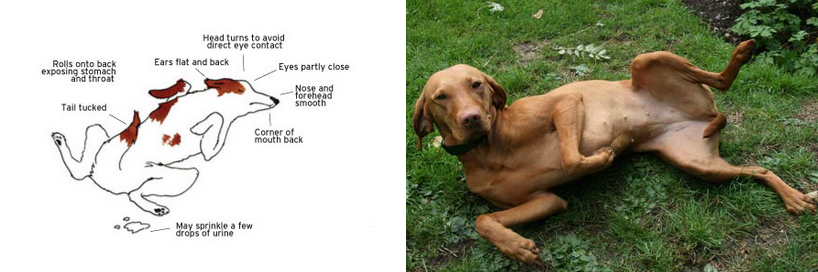 Head turns to avoid
direct eye contact
Rolls onto back
exposing stomach
and throat
Ears flat and back
Eyes partly close
Nose and
forehead
smooth
Tail tucked
Corner of
mouth back
May sprinkle a few
drops of urine